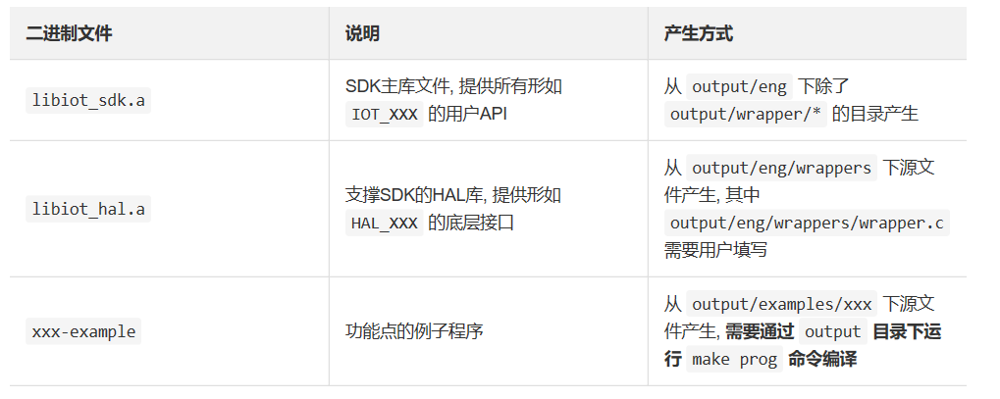 二进制文件
说明
产生方式
libiot_sdk.a
SDK主库文件, 提供所有形如
IOT_XXX 的用户API
从 output/eng 下除了
output/wrapper/* 的目录产生
libiot_hal.a
支撑SDK的HAL库, 提供形如
HAL_XXX 的底层接口
从 output/eng/wrappers 下源文
件产生, 其中
output/eng/wrappers/wrapper.c
需要用户填写
xxx-example
功能点的例子程序
从 output/examples/xxx 下源文
件产生, 需要通过 output 目录下运
行 make prog 命令编译